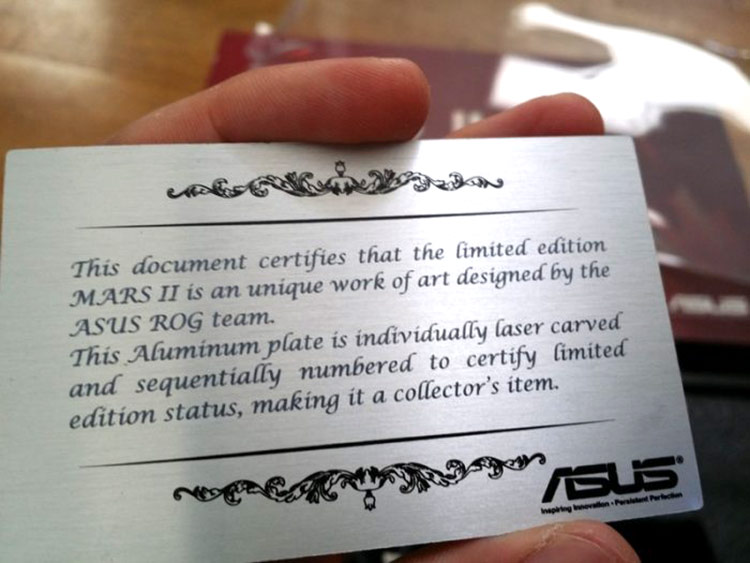 This document certifies that the limited edition
MARS II is an unique work of art designed by the
ASUS ROG team.
This Aluminum plate is individually laser carved
and sequentially numbered to certify limited
edition status, making it a collector's item.
ASUS®
Inspiring Innovation • Persistent Perfection
ASUS